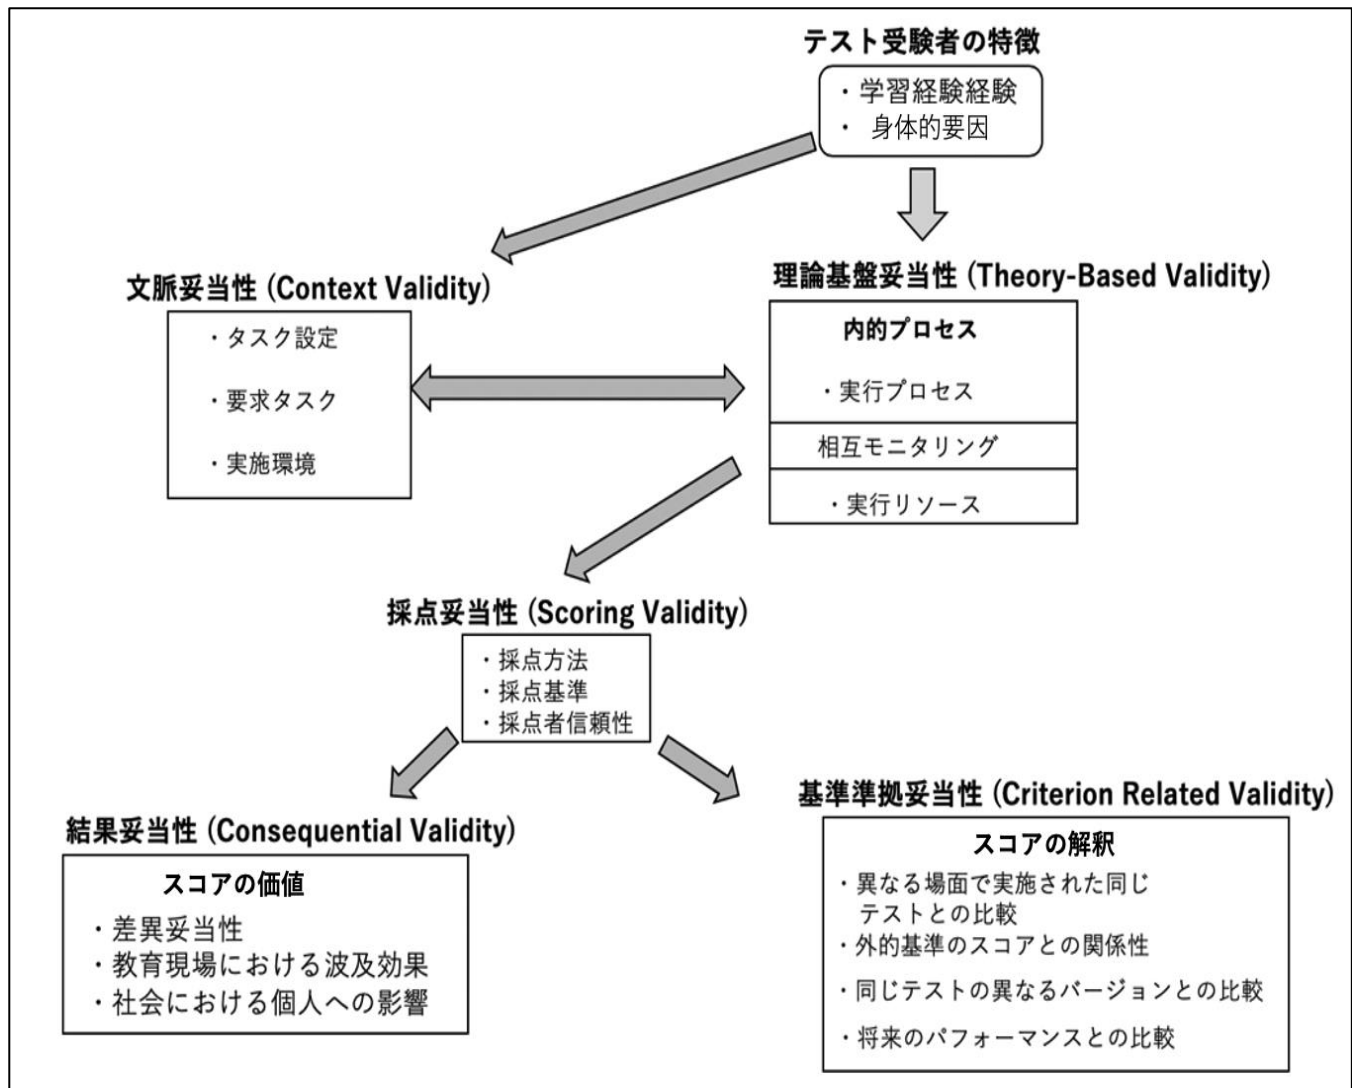 テスト受験者の特徴
・学習経験経験
・ 身体的要因
文脈妥当性 (Context Validity)
・タスク設定
・要求タスク
・実施環境
理論基盤妥当性 (Theory-Based Validity)
内的プロセス
・実行プロセス
相互モニタリング
・実行リソース
採点妥当性 (Scoring Validity)
・採点方法
・採点基準
・採点者信頼性
結果妥当性 (Consequential Validity)
スコアの価値
・差異妥当性
・教育現場における波及効果
・社会における個人への影響
基準準拠妥当性 (Criterion Related Validity)
スコアの解釈
・異なる場面で実施された同じ
テストとの比較
・外的基準のスコアとの関係性
・同じテストの異なるバージョンとの比較
・将来のパフォーマンスとの比較